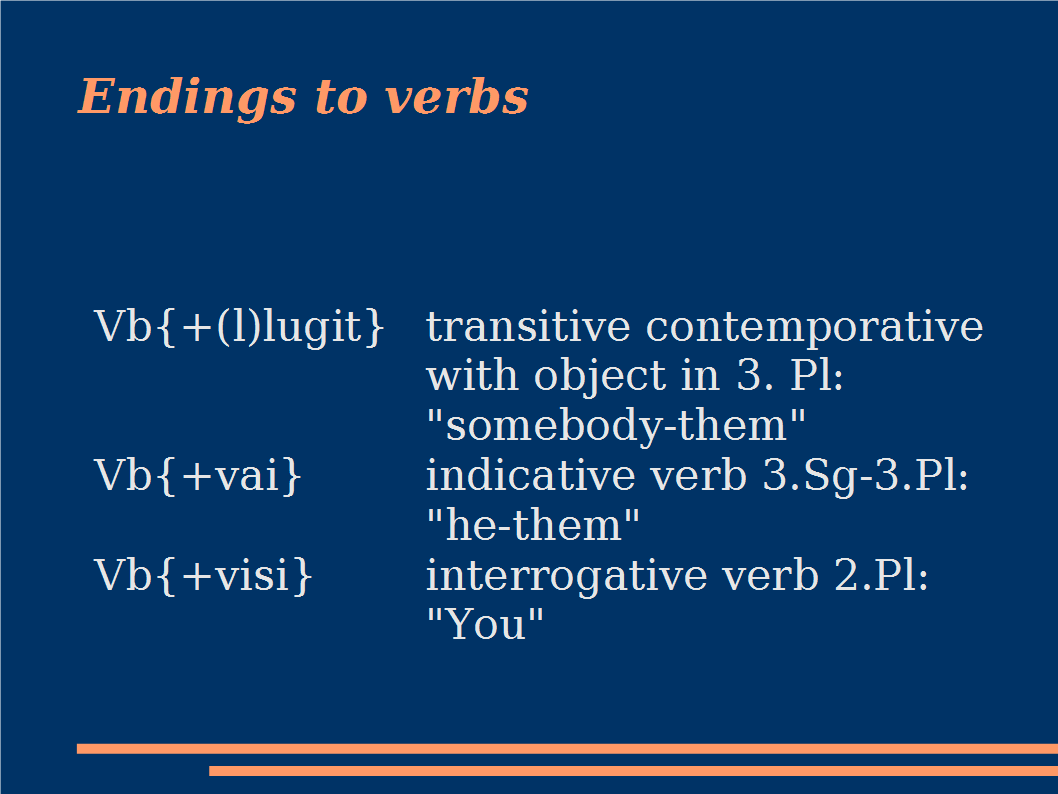 Endings to verbs
Vb{+(l)lugit} transitive contemporative
with object in 3. Pl:
"somebody-them"
Vb{+vai} indicative verb 3.Sg-3.Pl:
"he-them"
Vb{+visi} interrogative verb 2.Pl:
"You"